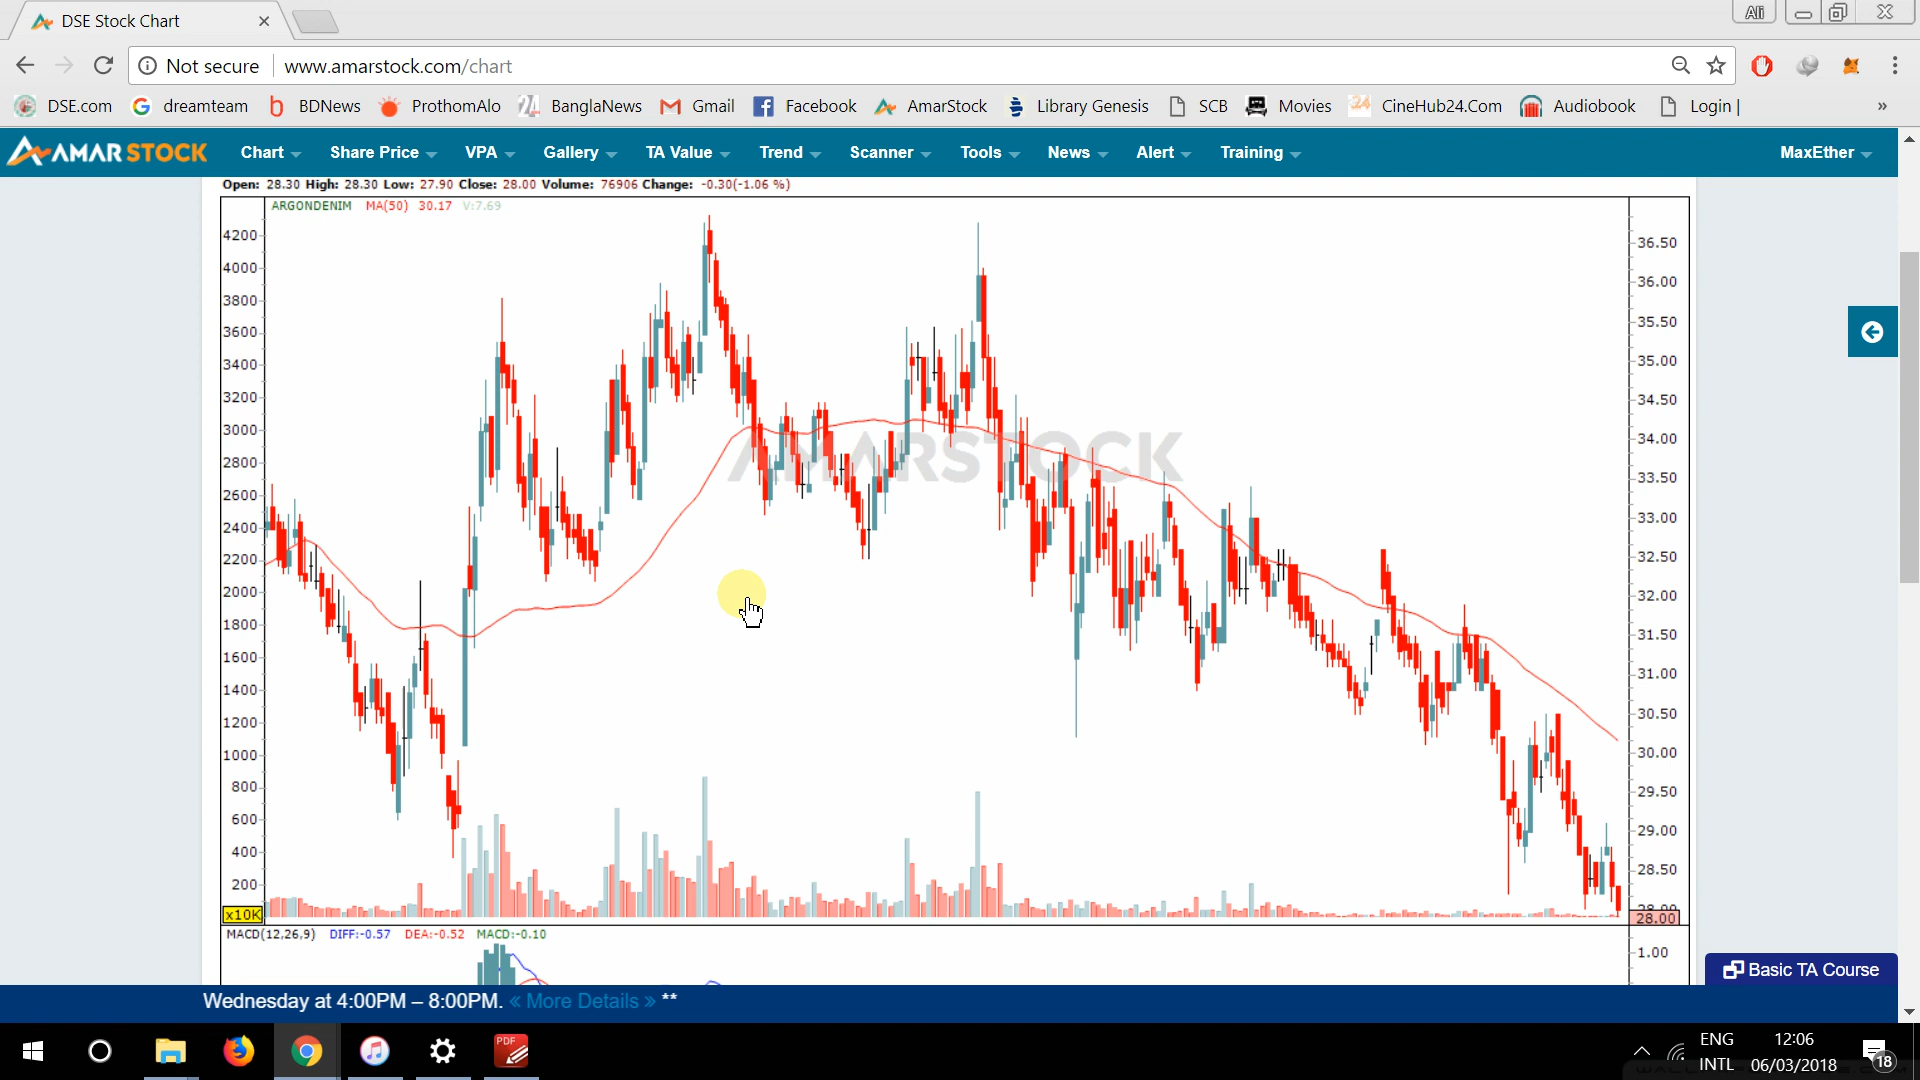 DSE Stock Chart
Ali
Not secure www.amarstock.com/chart
DSE.com dreamteam BDNews ProthomAlo BanglaNews Gmail Facebook AmarStock Library Genesis SCB Movies CineHub24.Com Audiobook Login | »
AMARSTOCK Chart Share Price VPA Gallery TA Value Trend Scanner Tools News Alert Training MaxEther
Open: 28.30 High: 28.30 Low: 27.90 Close: 28.00 Volume: 76906 Change: -0.30(-1.06 %)
ARGONDENIM MA(50) 30.17 V:7.69
4200
4000
3800
3600
3400
3200
3000
2800
2600
2400
2200
2000
1800
1600
1400
1200
1000
800
600
400
200
x10K
36.50
36.00
35.50
35.00
34.50
34.00
33.50
33.00
32.50
32.00
31.50
31.00
30.50
30.00
29.50
29.00
28.50
28.00
AMARSTOCK
MACD(12,26,9) DIFF:-0.57 DEA:-0.52 MACD:-0.10
1.00
Basic TA Course
Wednesday at 4:00PM – 8:00PM. « More Details » **
PDF
ENG
INTL
12:06
06/03/2018
18